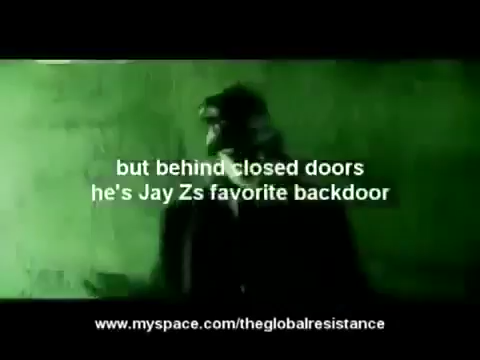 but behind closed doors
he's Jay Zs favorite backdoor
www.myspace.com/theglobalresistance